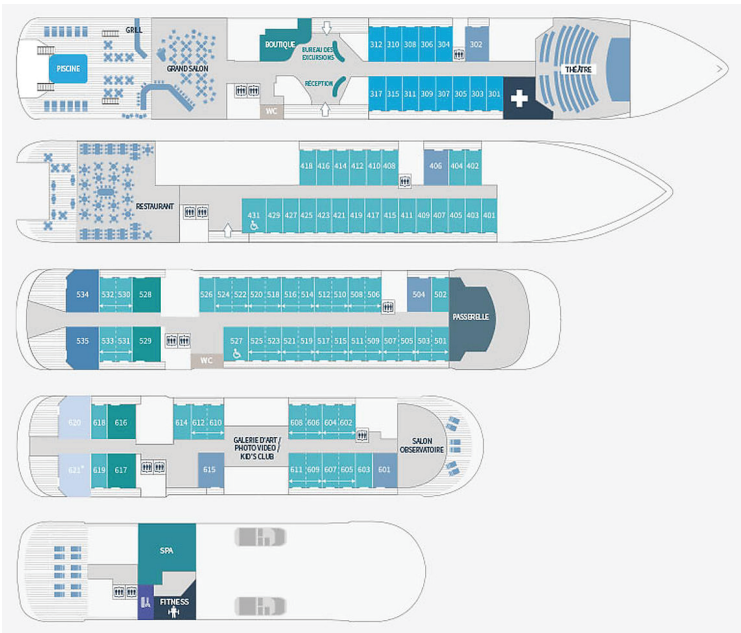 GRILL
BOUTIQUE
BUREAU DES
EXCURSIONS
312 310 308 306 304
302
PISCINE
GRAND SALON
THÉÂTRE
RÉCEPTION
317 315 311 309 307 305 303 301
WC
418 416 414 412 410 408
406 404 402
RESTAURANT
431 429 427 425 423 421 419 417 415 411 409 407 405 403 401
534 532 530 528
526 524 522 520 518 516 514 512 510 508 506
504 502
PASSERELLE
535 533 531 529
WC
527 525 523 521 519 517 515 511 509 507 505 503 501
620 618 616
614 612 610
608 606 604 602
GALERIE D'ART /
PHOTO VIDEO /
KID'S CLUB
SALON
OBSERVATOIRE
621* 619 617
615
611 609 607 605 603 601
SPA
FITNESS